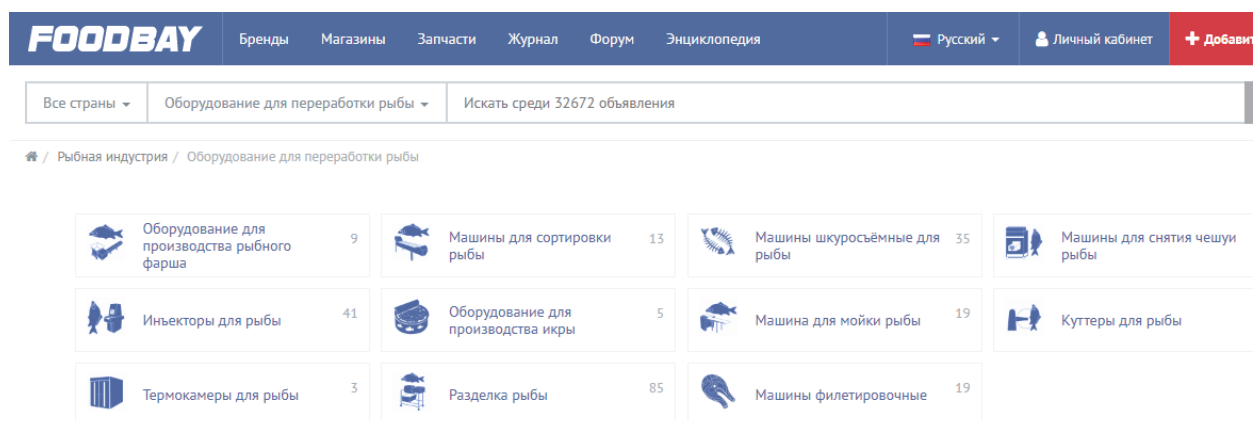 FOODBAY Бренды Магазины Запчасти Журнал Форум Энциклопедия Русский Личный кабинет Добавит
Все страны Оборудование для переработки рыбы Искать среди 32672 объявления
/ Рыбная индустрия / Оборудование для переработки рыбы
Оборудование для
производства рыбного
фарша
9
Машины для сортировки
рыбы
13
Машины шкуросъёмные для
рыбы
35
Машины для снятия чешуи
рыбы
Инъекторы для рыбы
41
Оборудование для
производства икры
5
Машина для мойки рыбы
19
Куттеры для рыбы
Термокамеры для рыбы
3
Разделка рыбы
85
Машины филетировочные
19